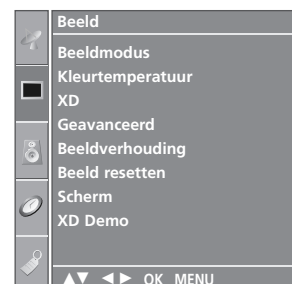 Beeld
Beeldmodus
Kleurtemperatuur
XD
Geavanceerd
Beeldverhouding
Beeld resetten
Scherm
XD Demo
▲▼ ◄► OK MENU